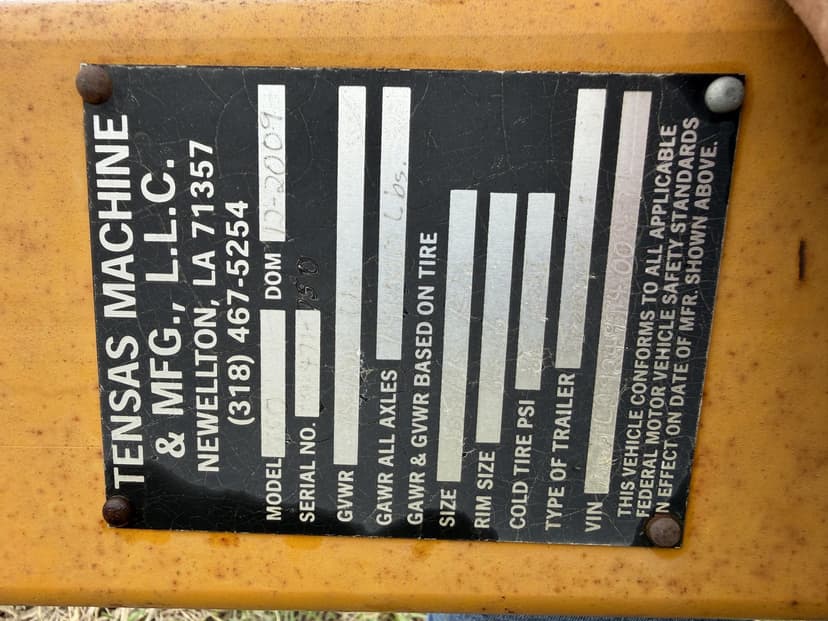 TENSAS MACHINE
& MFG., L.L.C.
NEWELLTON, LA 71357
(318) 467-5254
MODEL DOM 12-2009
SERIAL NO.
GVWR
GAWR ALL AXLES Lbs.
GAWR & GVWR BASED ON TIRE
SIZE
RIM SIZE
COLD TIRE PSI
TYPE OF TRAILER
VIN
THIS VEHICLE CONFORMS TO ALL APPLICABLE
FEDERAL MOTOR VEHICLE SAFETY STANDARDS
IN EFFECT ON DATE OF MFR. SHOWN ABOVE.